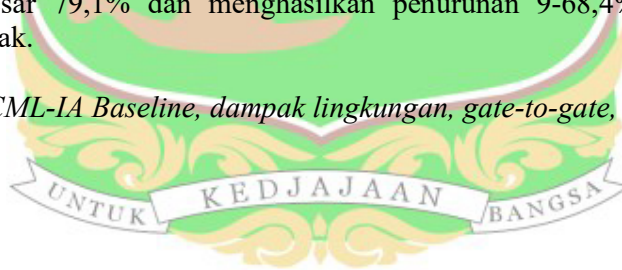 sar 79,1% dan menghasilkan penurunan 9-68,4%
ak.
CML-IA Baseline, dampak lingkungan, gate-to-gate,
UNTUK KEDJAJAAN BANGSA